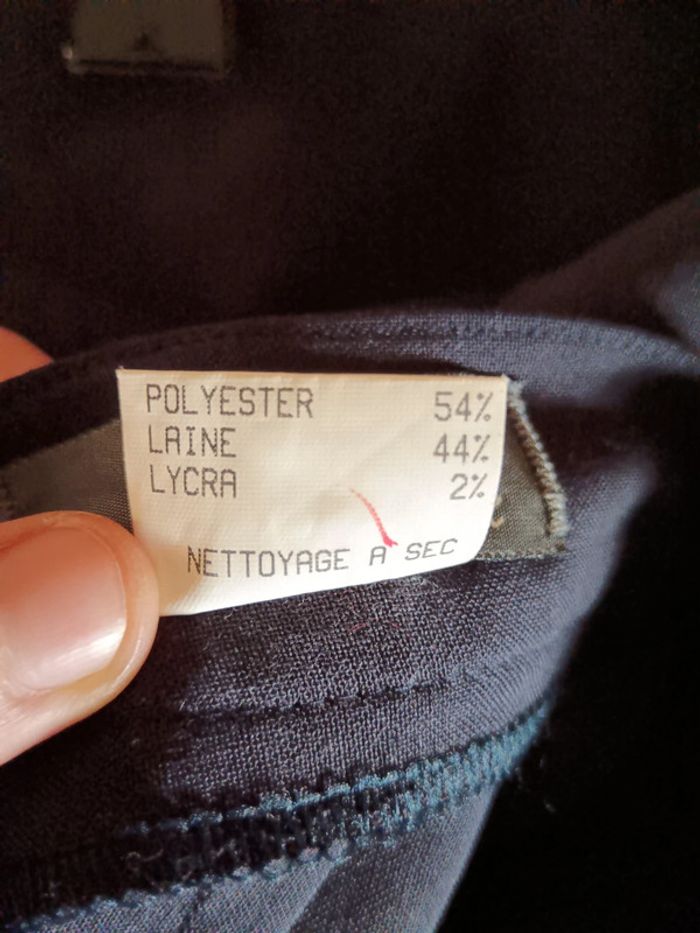 POLYESTER 54%
LAINE 44%
LYCRA 2%
NETTOYAGE A SEC